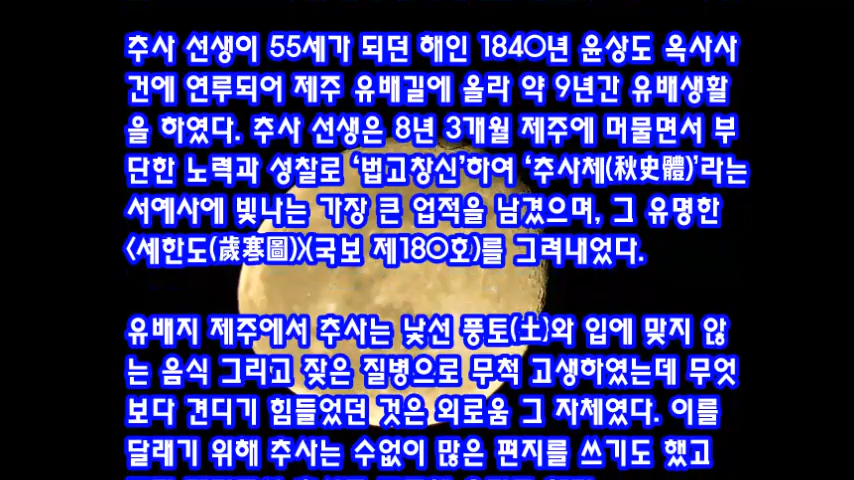 추사 선생이 55세가 되던 해인 1840년 윤상도 옥사사
건에 연루되어 제주 유배길에 올라 약 9년간 유배생활
을 하였다. 추사 선생은 8년 3개월 제주에 머물면서 부
단한 노력과 성찰로 ‘법고창신’하여 ‘추사체(秋史體)’라는
서예사에 빛나는 가장 큰 업적을 남겼으며, 그 유명한
<세한도(歲寒圖)>(국보 제180호)를 그려내었다.
유배지 제주에서 추사는 낯선 풍토(土)와 입에 맞지 않
는 음식 그리고 잦은 질병으로 무척 고생하였는데 무엇
보다 견디기 힘들었던 것은 외로움 그 자체였다. 이를
달래기 위해 추사는 수없이 많은 편지를 쓰기도 했고